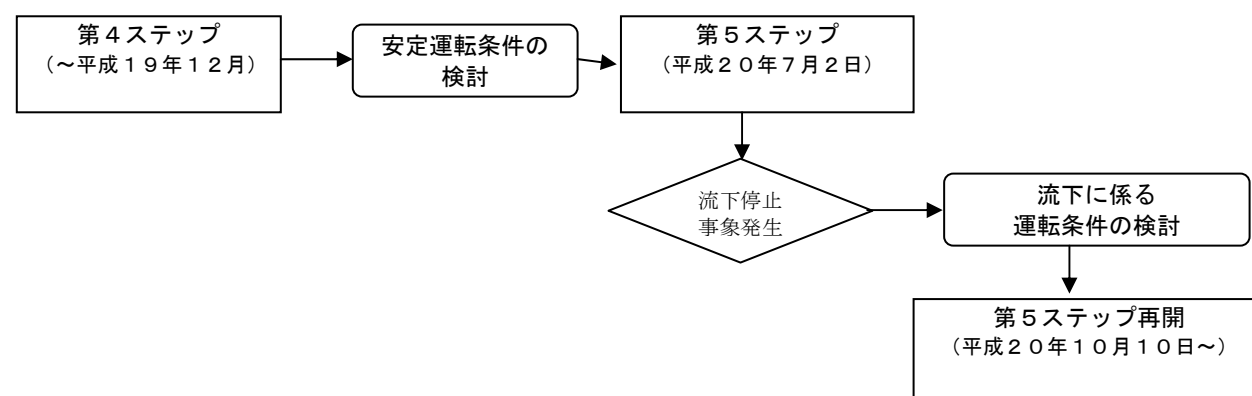 第４ステップ
（～平成１９年１２月）
安定運転条件の
検討
第５ステップ
（平成２０年７月２日）
流下停止
事象発生
流下に係る
運転条件の検討
第５ステップ再開
（平成２０年１０月１０日～）